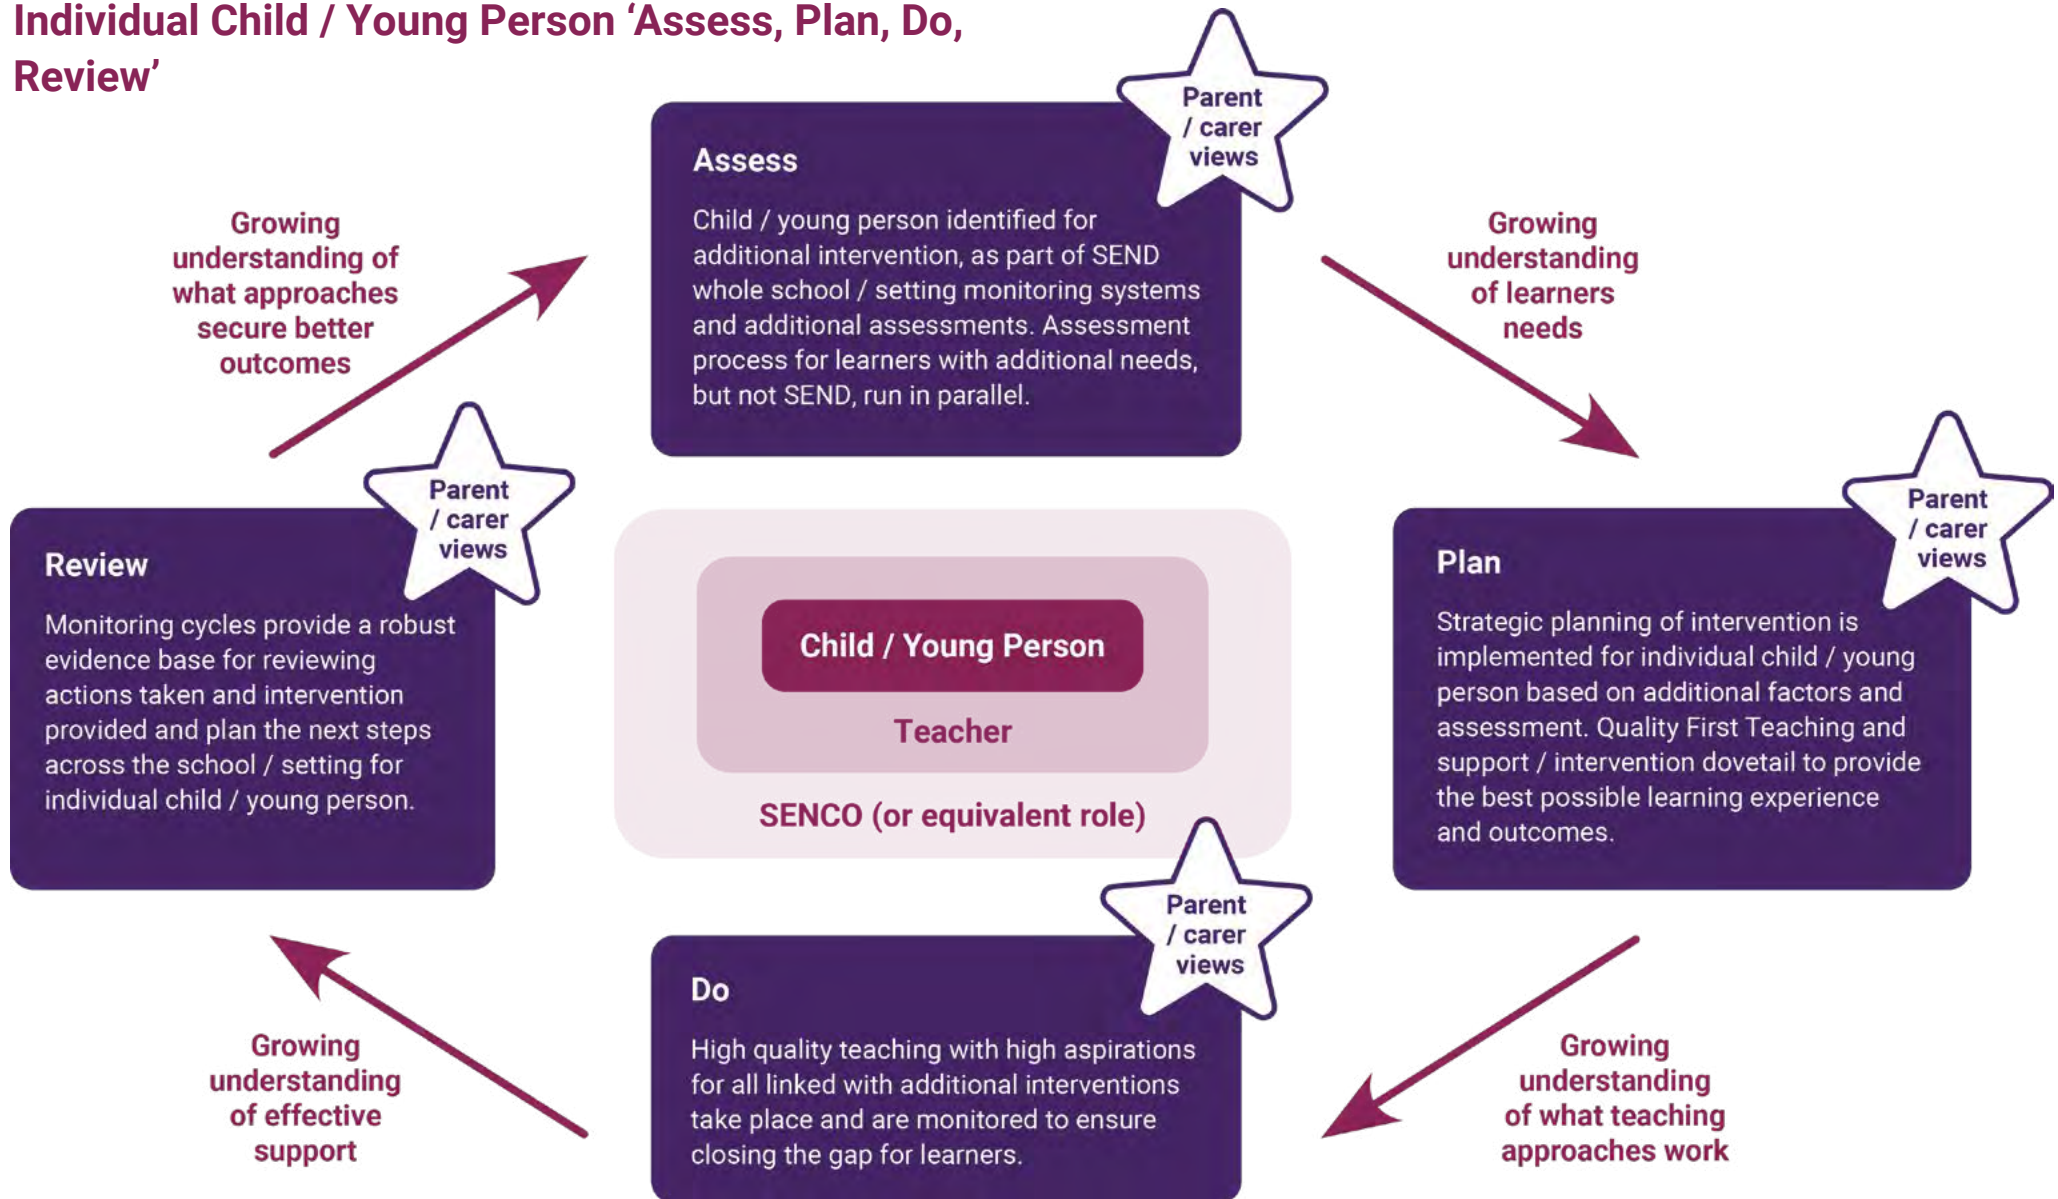 Individual Child / Young Person ‘Assess, Plan, Do,
Review’
Parent
/ carer
views
Assess
Child / young person identified for
additional intervention, as part of SEND
whole school / setting monitoring systems
and additional assessments. Assessment
process for learners with additional needs,
but not SEND, run in parallel.
Growing
understanding
of learners
needs
Parent
/ carer
views
Plan
Strategic planning of intervention is
implemented for individual child / young
person based on additional factors and
assessment. Quality First Teaching and
support / intervention dovetail to provide
the best possible learning experience
and outcomes.
Growing
understanding
of what teaching
approaches work
Parent
/ carer
views
Do
High quality teaching with high aspirations
for all linked with additional interventions
take place and are monitored to ensure
closing the gap for learners.
Growing
understanding
of effective
support
Parent
/ carer
views
Review
Monitoring cycles provide a robust
evidence base for reviewing
actions taken and intervention
provided and plan the next steps
across the school / setting for
individual child / young person.
Growing
understanding of
what approaches
secure better
outcomes
Child / Young Person
Teacher
SENCO (or equivalent role)